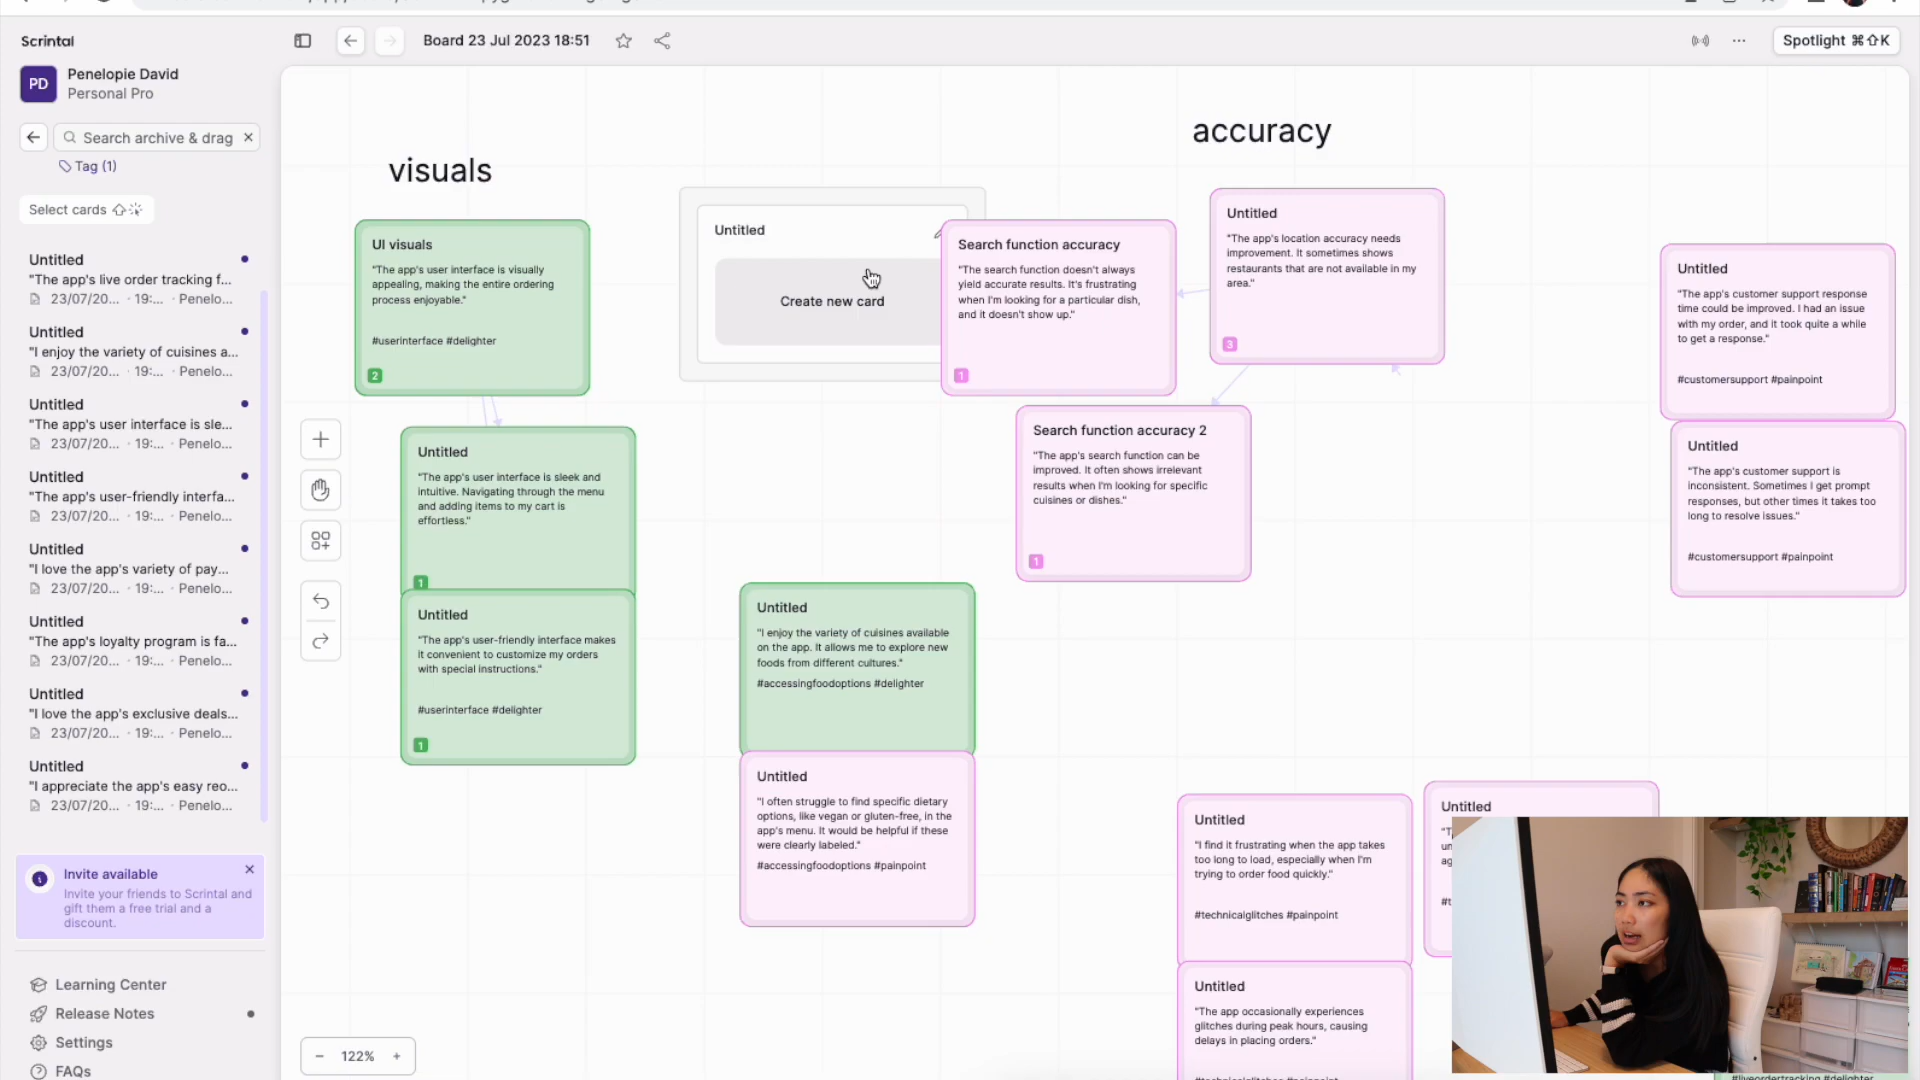 Scrintal
Board 23 Jul 2023 18:51
Spotlight ⌘⇧K
PD
Penelopie David
Personal Pro
Search archive & drag
Tag (1)
Select cards
Untitled
"The app's live order tracking f...
23/07/20... · 19:... · Penelo...
Untitled
"I enjoy the variety of cuisines a...
23/07/20... · 19:... · Penelo...
Untitled
"The app's user interface is sle...
23/07/20... · 19:... · Penelo...
Untitled
"The app's user-friendly interfa...
23/07/20... · 19:... · Penelo...
Untitled
"I love the app's variety of pay...
23/07/20... · 19:... · Penelo...
Untitled
"The app's loyalty program is fa...
23/07/20... · 19:... · Penelo...
Untitled
"I love the app's exclusive deals...
23/07/20... · 19:... · Penelo...
Untitled
"I appreciate the app's easy reo...
23/07/20... · 19:... · Penelo...
Invite available
Invite your friends to Scrintal and
gift them a free trial and a
discount.
Learning Center
Release Notes
Settings
FAQs
visuals
UI visuals
"The app's user interface is visually
appealing, making the entire ordering
process enjoyable."
#userinterface #delighter
2
Untitled
"The app's user interface is sleek and
intuitive. Navigating through the menu
and adding items to my cart is
effortless."
1
Untitled
"The app's user-friendly interface makes
it convenient to customize my orders
with special instructions."
#userinterface #delighter
1
122%
Untitled
Create new card
accuracy
Search function accuracy
"The search function doesn't always
yield accurate results. It's frustrating
when I'm looking for a particular dish,
and it doesn't show up."
1
Untitled
"The app's location accuracy needs
improvement. It sometimes shows
restaurants that are not available in my
area."
3
Search function accuracy 2
"The app's search function can be
improved. It often shows irrelevant
results when I'm looking for specific
cuisines or dishes."
1
Untitled
"I enjoy the variety of cuisines available
on the app. It allows me to explore new
foods from different cultures."
#accessingfoodoptions #delighter
Untitled
"I often struggle to find specific dietary
options, like vegan or gluten-free, in the
app's menu. It would be helpful if these
were clearly labeled."
#accessingfoodoptions #painpoint
Untitled
"The app's customer support response
time could be improved. I had an issue
with my order, and it took quite a while
to get a response."
#customersupport #painpoint
Untitled
"The app's customer support is
inconsistent. Sometimes I get prompt
responses, but other times it takes too
long to resolve issues."
#customersupport #painpoint
Untitled
"I find it frustrating when the app takes
too long to load, especially when I'm
trying to order food quickly."
#technicalglitches #painpoint
Untitled
"The app occasionally experiences
glitches during peak hours, causing
delays in placing orders."
Untitled
#liveordertracking #delighter